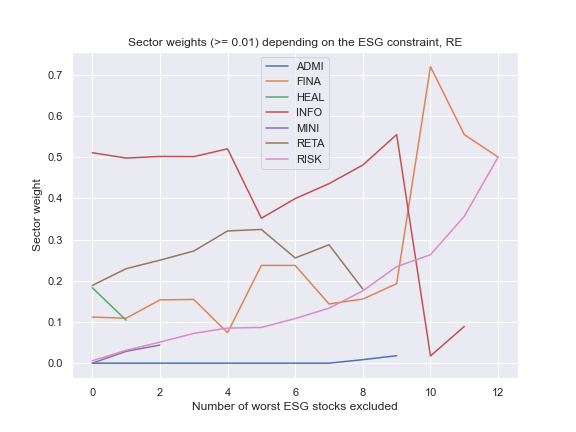 Sector weights (>= 0.01) depending on the ESG constraint, RE
ADMI
FINA
HEAL
INFO
MINI
RETA
RISK
Sector weight
0.7
0.6
0.5
0.4
0.3
0.2
0.1
0.0
0 2 4 6 8 10 12
Number of worst ESG stocks excluded